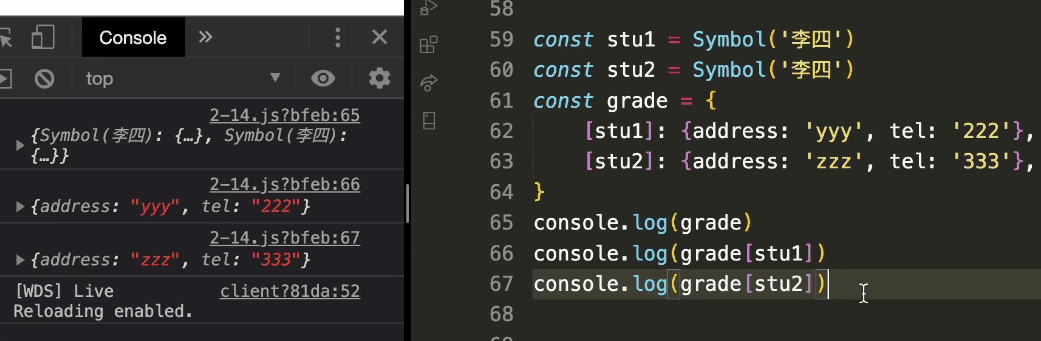 Console
top
2-14.js?bfeb:65
{Symbol(李四): {…}, Symbol(李四):
{…}}
2-14.js?bfeb:66
{address: "yyy", tel: "222"}
2-14.js?bfeb:67
{address: "zzz", tel: "333"}
[WDS] Live client?81da:52
Reloading enabled.
58
59 const stu1 = Symbol('李四')
60 const stu2 = Symbol('李四')
61 const grade = {
62 [stu1]: {address: 'yyy', tel: '222'},
63 [stu2]: {address: 'zzz', tel: '333'},
64 }
65 console.log(grade)
66 console.log(grade[stu1])
67 console.log(grade[stu2])
68